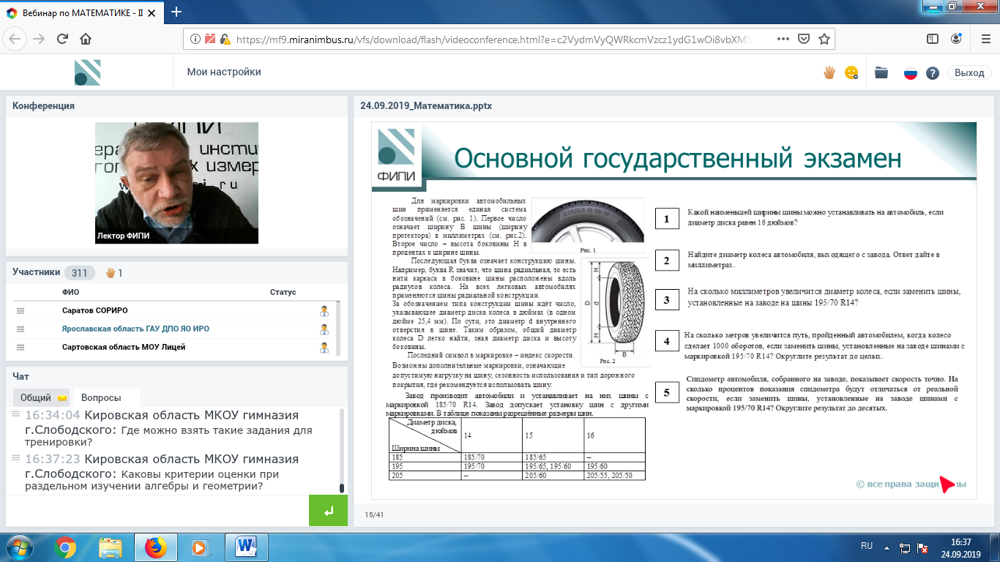 Вебинар по МАТЕМАТИКЕ - II
https://mf9.miranimbus.ru/vfs/download/flash/videoconference.html?e=c2VydmVyQWRkcmVzcz1ydG1wOi8vbXM5
Мои настройки
Выход
Конференция
Лектор ФИПИ
Участники 311 1
ФИО Статус
Саратов СОРИРО
Ярославская область ГАУ ДПО ЯО ИРО
Сартовская область МОУ Лицей
Чат
Общий Вопросы
16:34:04 Кировская область МКОУ гимназия
г.Слободского: Где можно взять такие задания для
тренировки?
16:37:23 Кировская область МКОУ гимназия
г.Слободского: Каковы критерии оценки при
раздельном изучении алгебры и геометрии?
24.09.2019_Математика.pptx
ФИПИ
Основной государственный экзамен
Для маркировки автомобильных
шин применяется единая система
обозначений (см. рис. 1). Первое число
означает ширину B шины (ширину
протектора) в миллиметрах (см. рис.2).
Второе число – высота боковины H в
процентах к ширине шины.
Рис. 1
Последующая буква означает конструкцию шины.
Например, буква R значит, что шина радиальная, то есть
нити каркаса в боковине шины расположены вдоль
радиусов колеса. На всех легковых автомобилях
применяются шины радиальной конструкции.
За обозначением типа конструкции шины идёт число,
указывающее диаметр диска колеса в дюймах (в одном
дюйме 25,4 мм). По сути, это диаметр d внутреннего
отверстия в шине. Таким образом, общий диаметр
колеса D легко найти, зная диаметр диска и высоту
боковины.
H
D d
H
B
Рис. 2
Последний символ в маркировке – индекс скорости.
Возможны дополнительные маркировки, означающие
допустимую нагрузку на шину, сезонность использования и тип дорожного
покрытия, где рекомендуется использовать шину.
Завод производит автомобили и устанавливает на них шины с
маркировкой 185/70 R14. Завод допускает установку шин с другими
маркировками. В таблице показаны разрешённые размеры шин.
Диаметр диска,
дюймов
Ширина шины
14 15 16
185 185/70 185/65 –
195 195/70 195/65, 195/60 195/60
205 – 205/60 205/55, 205/50
1 Какой наименьшей ширины шины можно устанавливать на автомобиль, если
диаметр диска равен 16 дюймов?
2 Найдите диаметр колеса автомобиля, выходящего с завода. Ответ дайте в
миллиметрах.
3 На сколько миллиметров увеличится диаметр колеса, если заменить шины,
установленные на заводе на шины 195/70 R14?
4 На сколько метров увеличится путь, пройденный автомобилем, когда колесо
сделает 1000 оборотов, если заменить шины, установленные на заводе шинами с
маркировкой 195/70 R14? Округлите результат до целых.
5 Спидометр автомобиля, собранного на заводе, показывает скорость точно. На
сколько процентов показания спидометра будут отличаться от реальной
скорости, если заменить шины, установленные на заводе шинами с
маркировкой 195/70 R14? Округлите результат до десятых.
© все права защи ны
15/41
RU
16:37
24.09.2019